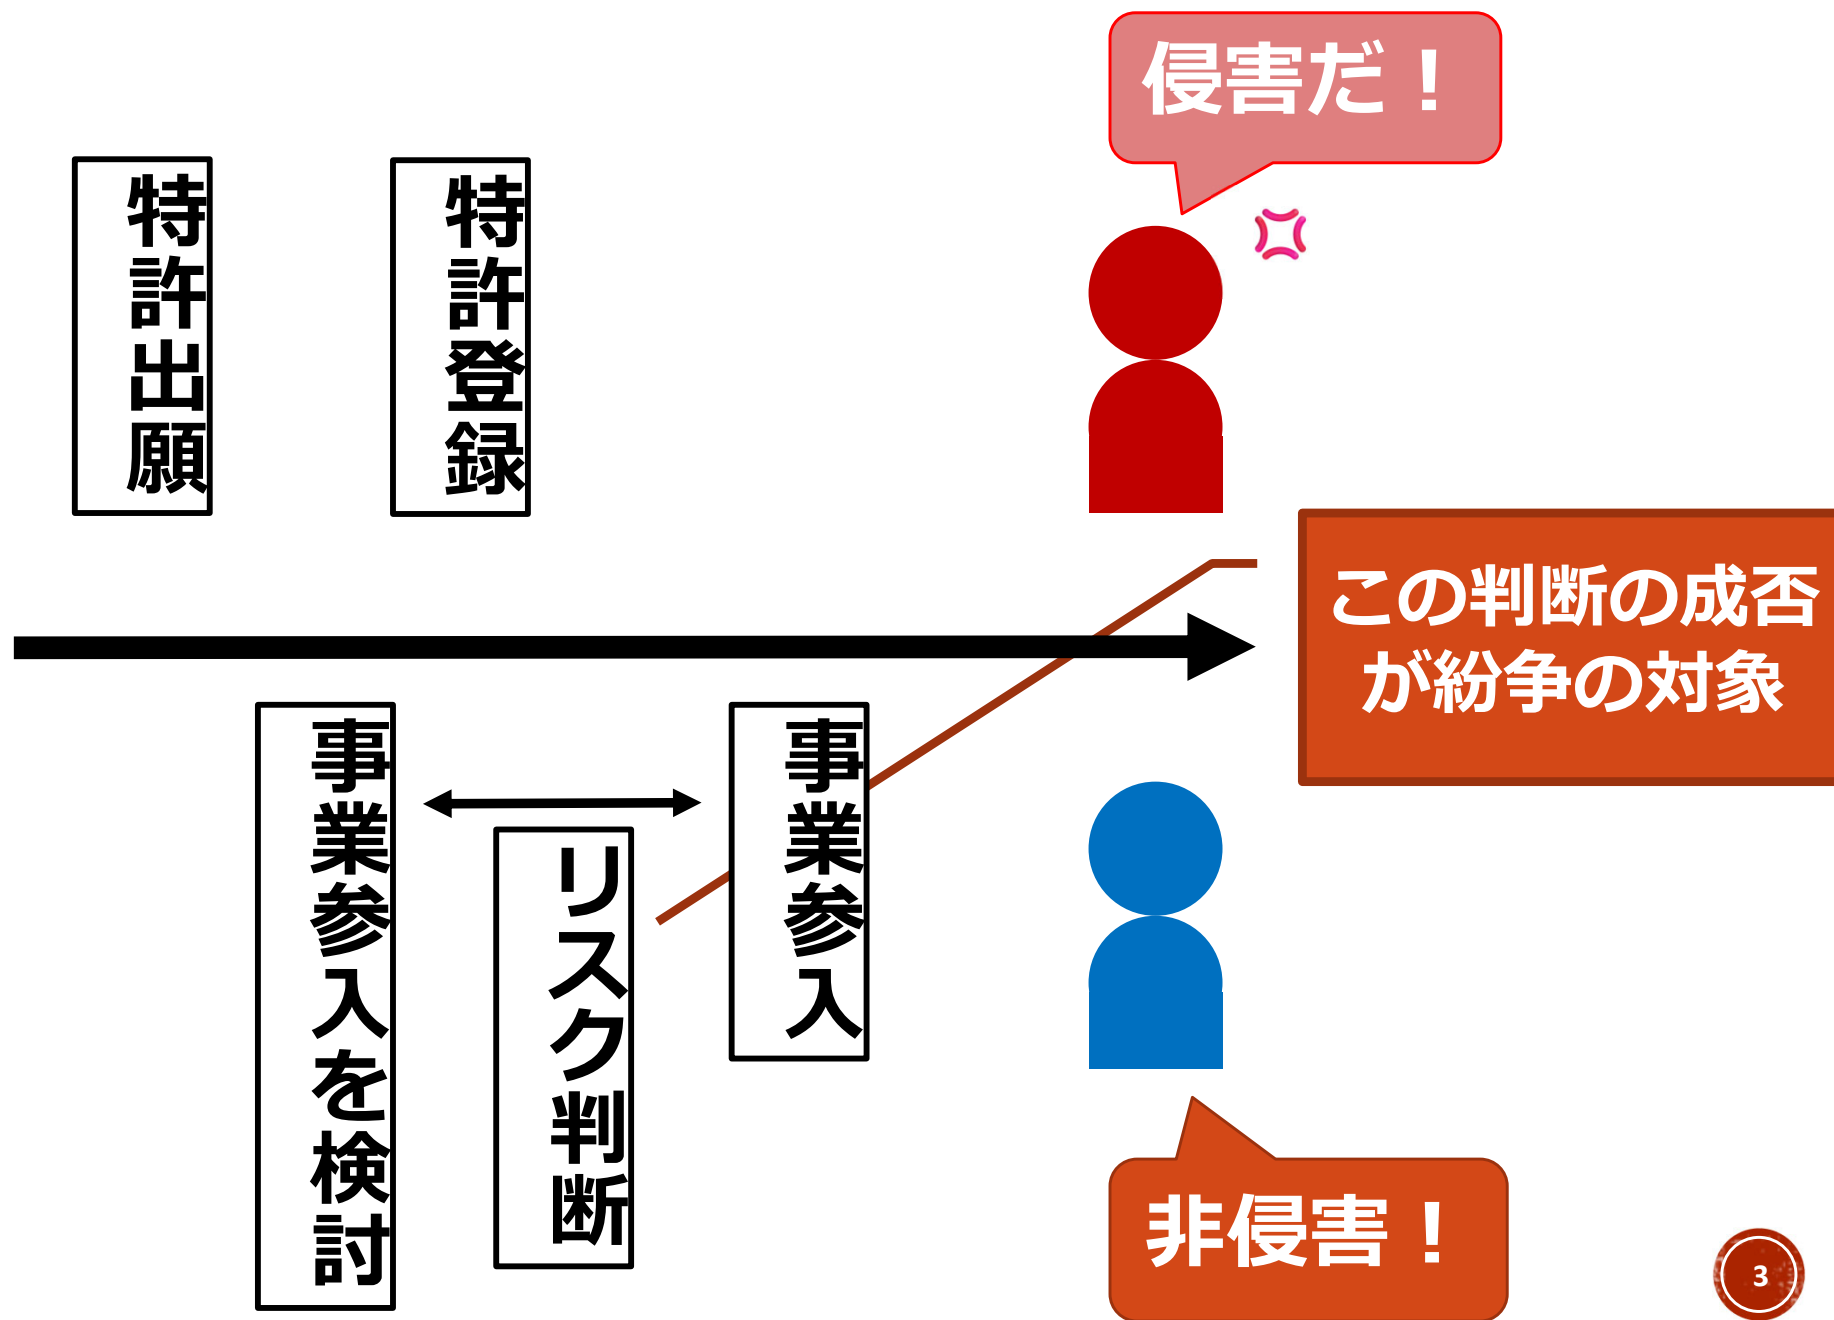 侵害だ！
特許出願
特許登録
この判断の成否
が紛争の対象
事業参入を検討
リスク判断
事業参入
非侵害！
3